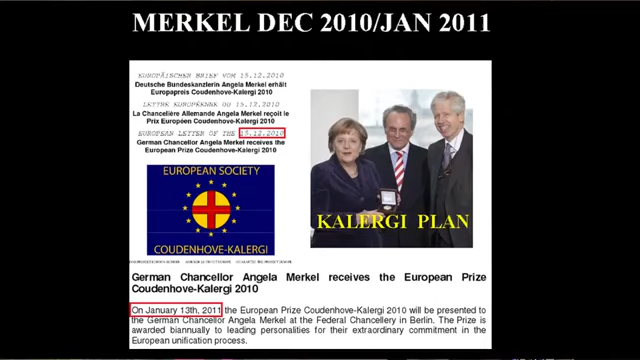 MERKEL DEC 2010/JAN 2011
EUROPÄISCHER BRIEF VOM 15.12.2010
Deutsche Bundeskanzlerin Angela Merkel erhält
Europapreis Coudenhove-Kalergi 2010
LETTRE EUROPÉENNE DU 15.12.2010
La Chancelière Allemande Angela Merkel reçoit le
Prix Européen Coudenhove-Kalergi 2010
EUROPEAN LETTER OF THE 15.12.2010
German Chancellor Angela Merkel receives the
European Prize Coudenhove-Kalergi 2010
EUROPEAN SOCIETY
COUDENHOVE-KALERGI
KALERGI PLAN
German Chancellor Angela Merkel receives the European Prize
Coudenhove-Kalergi 2010
On January 13th, 2011 the European Prize Coudenhove-Kalergi 2010 will be presented to
the German Chancellor Angela Merkel at the Federal Chancellery in Berlin. The Prize is
awarded biannually to leading personalities for their extraordinary commitment in the
European unification process.